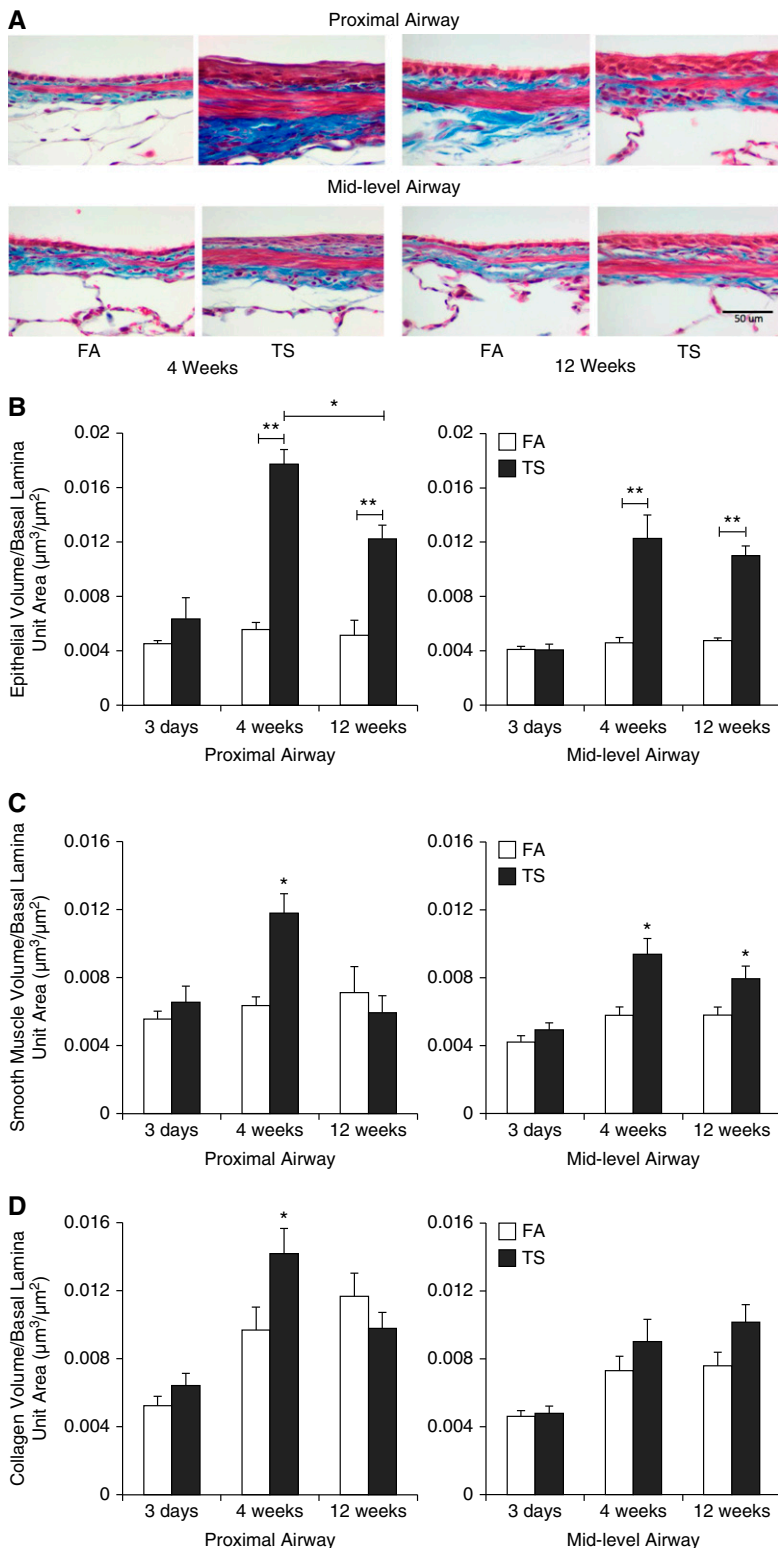 A
Proximal Airway
Mid-level Airway
50 um
FA TS FA TS
4 Weeks 12 Weeks
B
Epithelial Volume/Basal Lamina
Unit Area (µm³/µm²)
0.02
0.016
0.012
0.008
0.004
0
**
*
**
3 days 4 weeks 12 weeks
Proximal Airway
0.02
0.016
0.012
0.008
0.004
0
FA
TS
**
**
3 days 4 weeks 12 weeks
Mid-level Airway
C
Smooth Muscle Volume/Basal Lamina
Unit Area (µm³/µm²)
0.016
0.012
0.008
0.004
0
*
3 days 4 weeks 12 weeks
Proximal Airway
0.016
0.012
0.008
0.004
0
FA
TS
*
*
3 days 4 weeks 12 weeks
Mid-level Airway
D
Collagen Volume/Basal Lamina
Unit Area (µm³/µm²)
0.016
0.012
0.008
0.004
0
*
3 days 4 weeks 12 weeks
Proximal Airway
0.016
0.012
0.008
0.004
0
FA
TS
3 days 4 weeks 12 weeks
Mid-level Airway